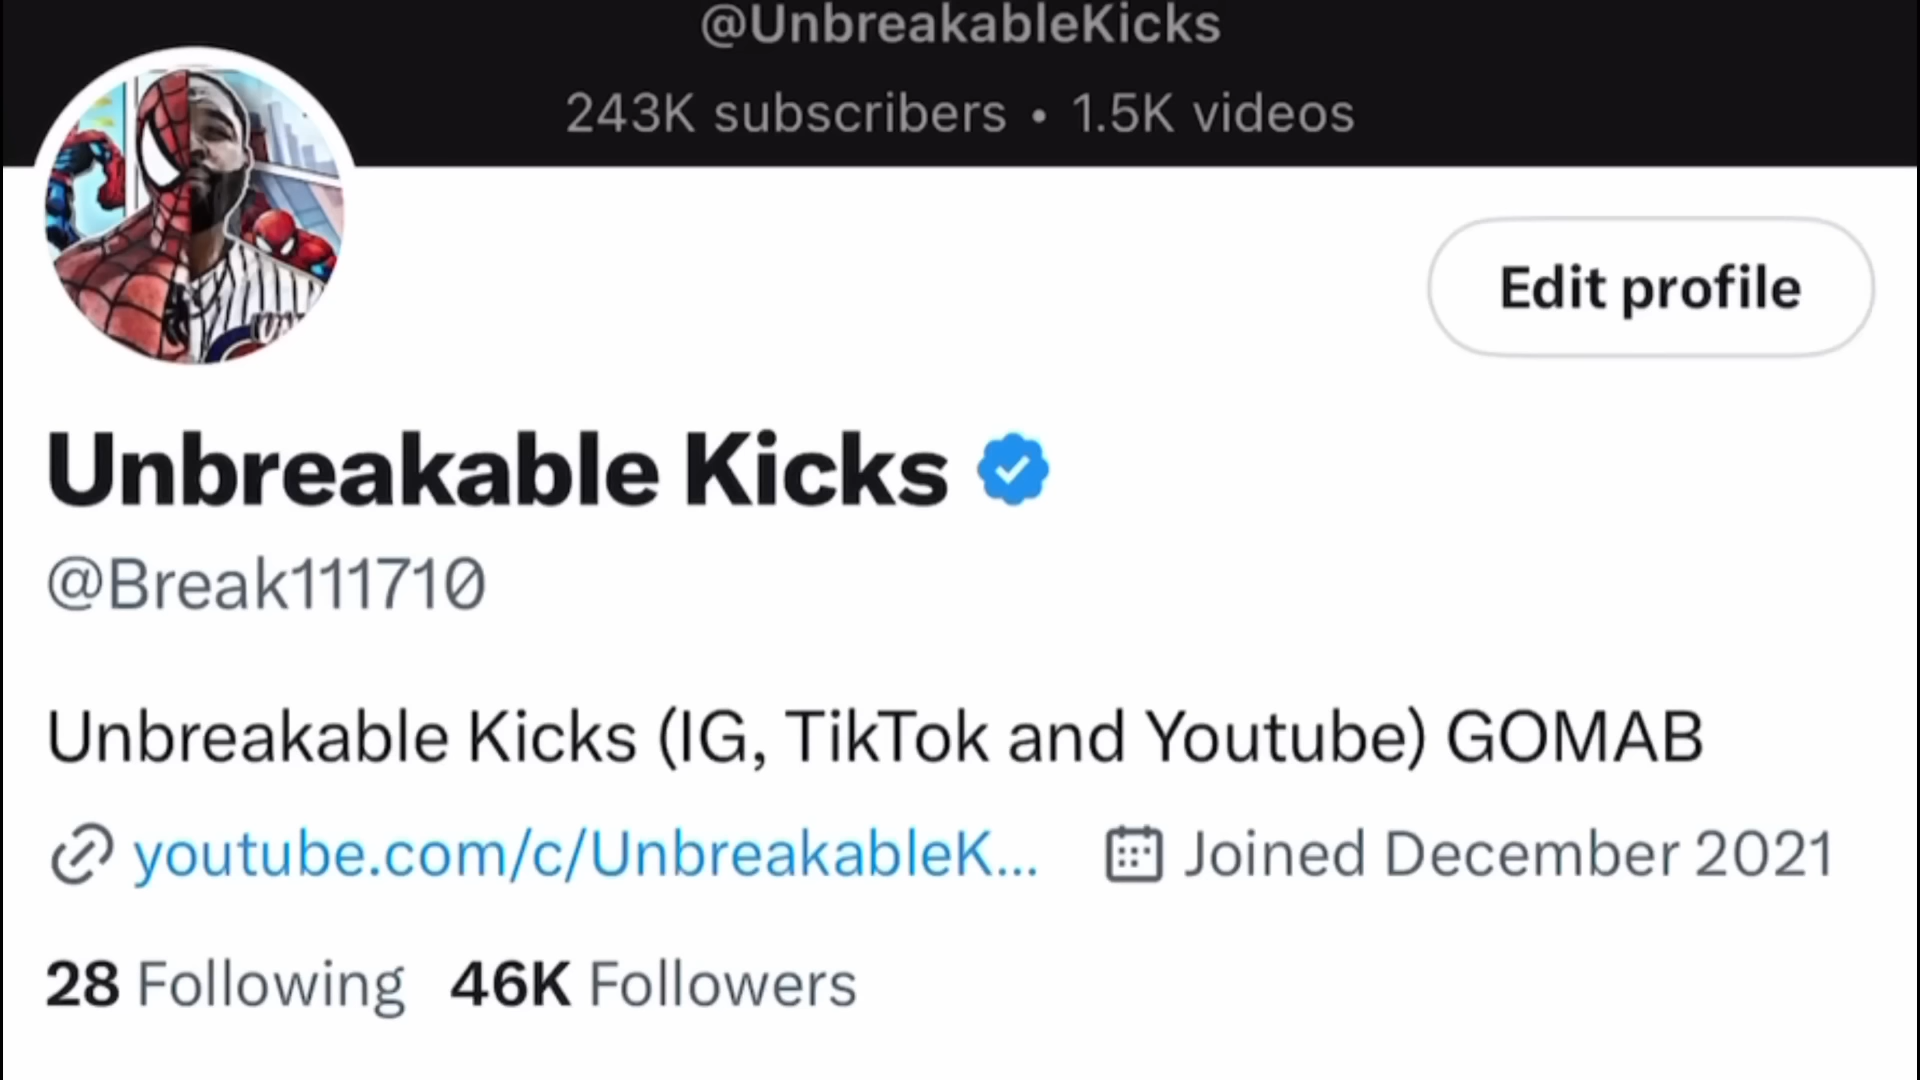 @UnbreakableKicks
243K subscribers • 1.5K videos
Edit profile
Unbreakable Kicks
@Break111710
Unbreakable Kicks (IG, TikTok and Youtube) GOMAB
youtube.com/c/UnbreakableK... Joined December 2021
28 Following 46K Followers